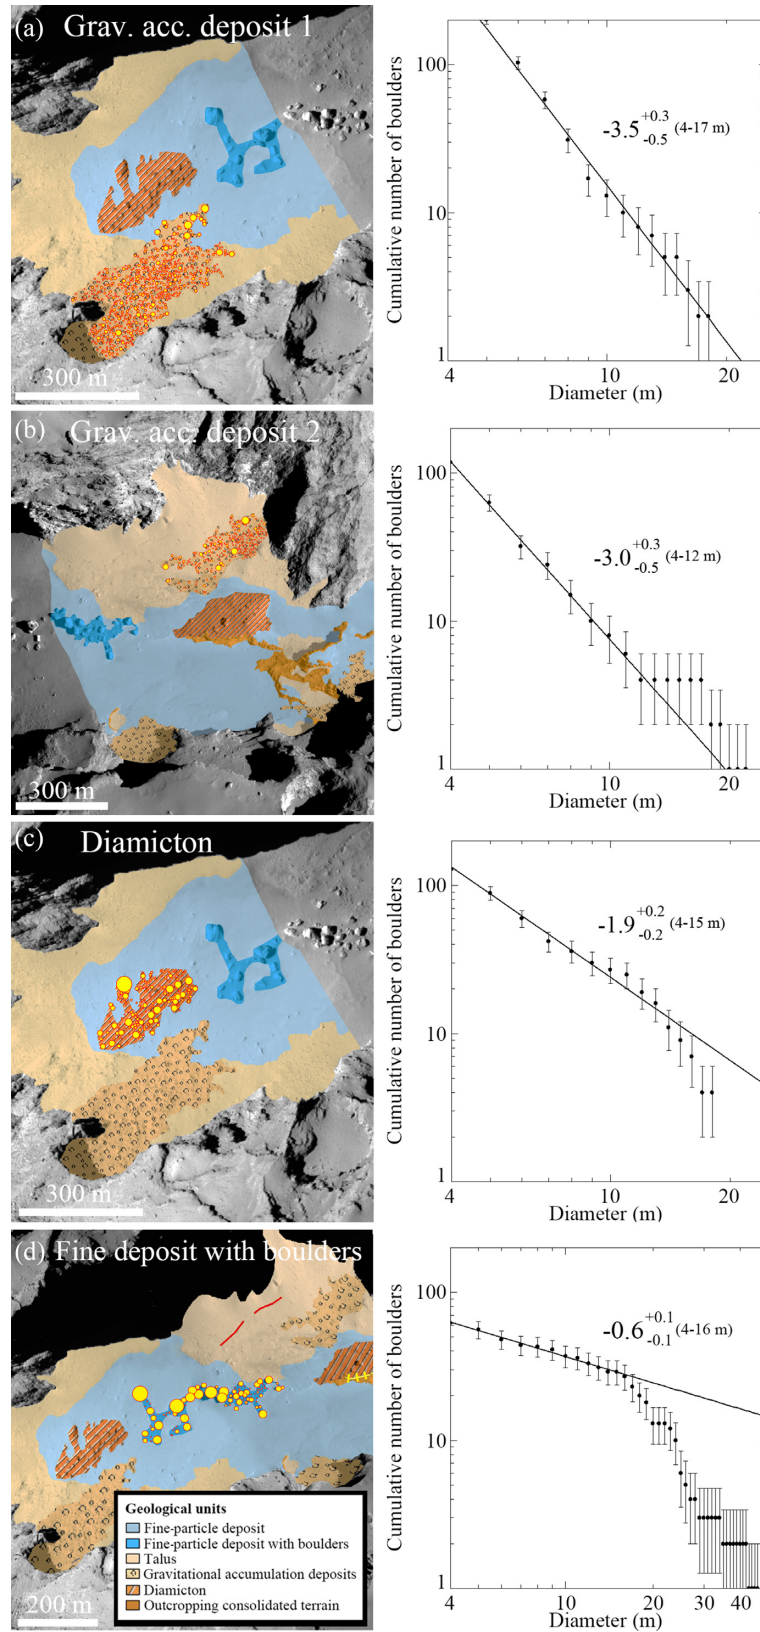 (a) Grav. acc. deposit 1
300 m
Cumulative number of boulders
100
10
1
-3.5 +0.3 -0.5 (4-17 m)
4 10 20
Diameter (m)
(b) Grav. acc. deposit 2
300 m
Cumulative number of boulders
100
10
1
-3.0 +0.3 -0.5 (4-12 m)
4 10 20
Diameter (m)
(c) Diamicton
300 m
Cumulative number of boulders
100
10
1
-1.9 +0.2 -0.2 (4-15 m)
4 10 20
Diameter (m)
(d) Fine deposit with boulders
Geological units
Fine-particle deposit
Fine-particle deposit with boulders
Talus
Gravitational accumulation deposits
Diamicton
Outcropping consolidated terrain
200 m
Cumulative number of boulders
100
10
1
-0.6 +0.1 -0.1 (4-16 m)
4 10 20 30 40
Diameter (m)